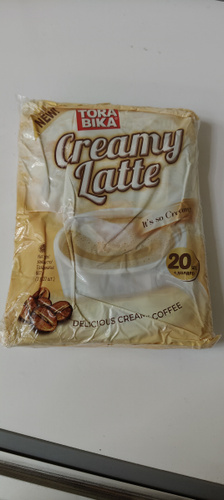 NEW!
TORA
BIKA
Creamy
Latte
It's so Creamy
20
DELICIOUS CREAMY COFFEE